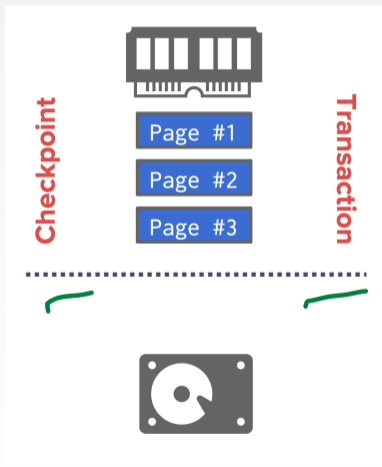 Checkpoint
Page #1
Page #2
Page #3
Transaction